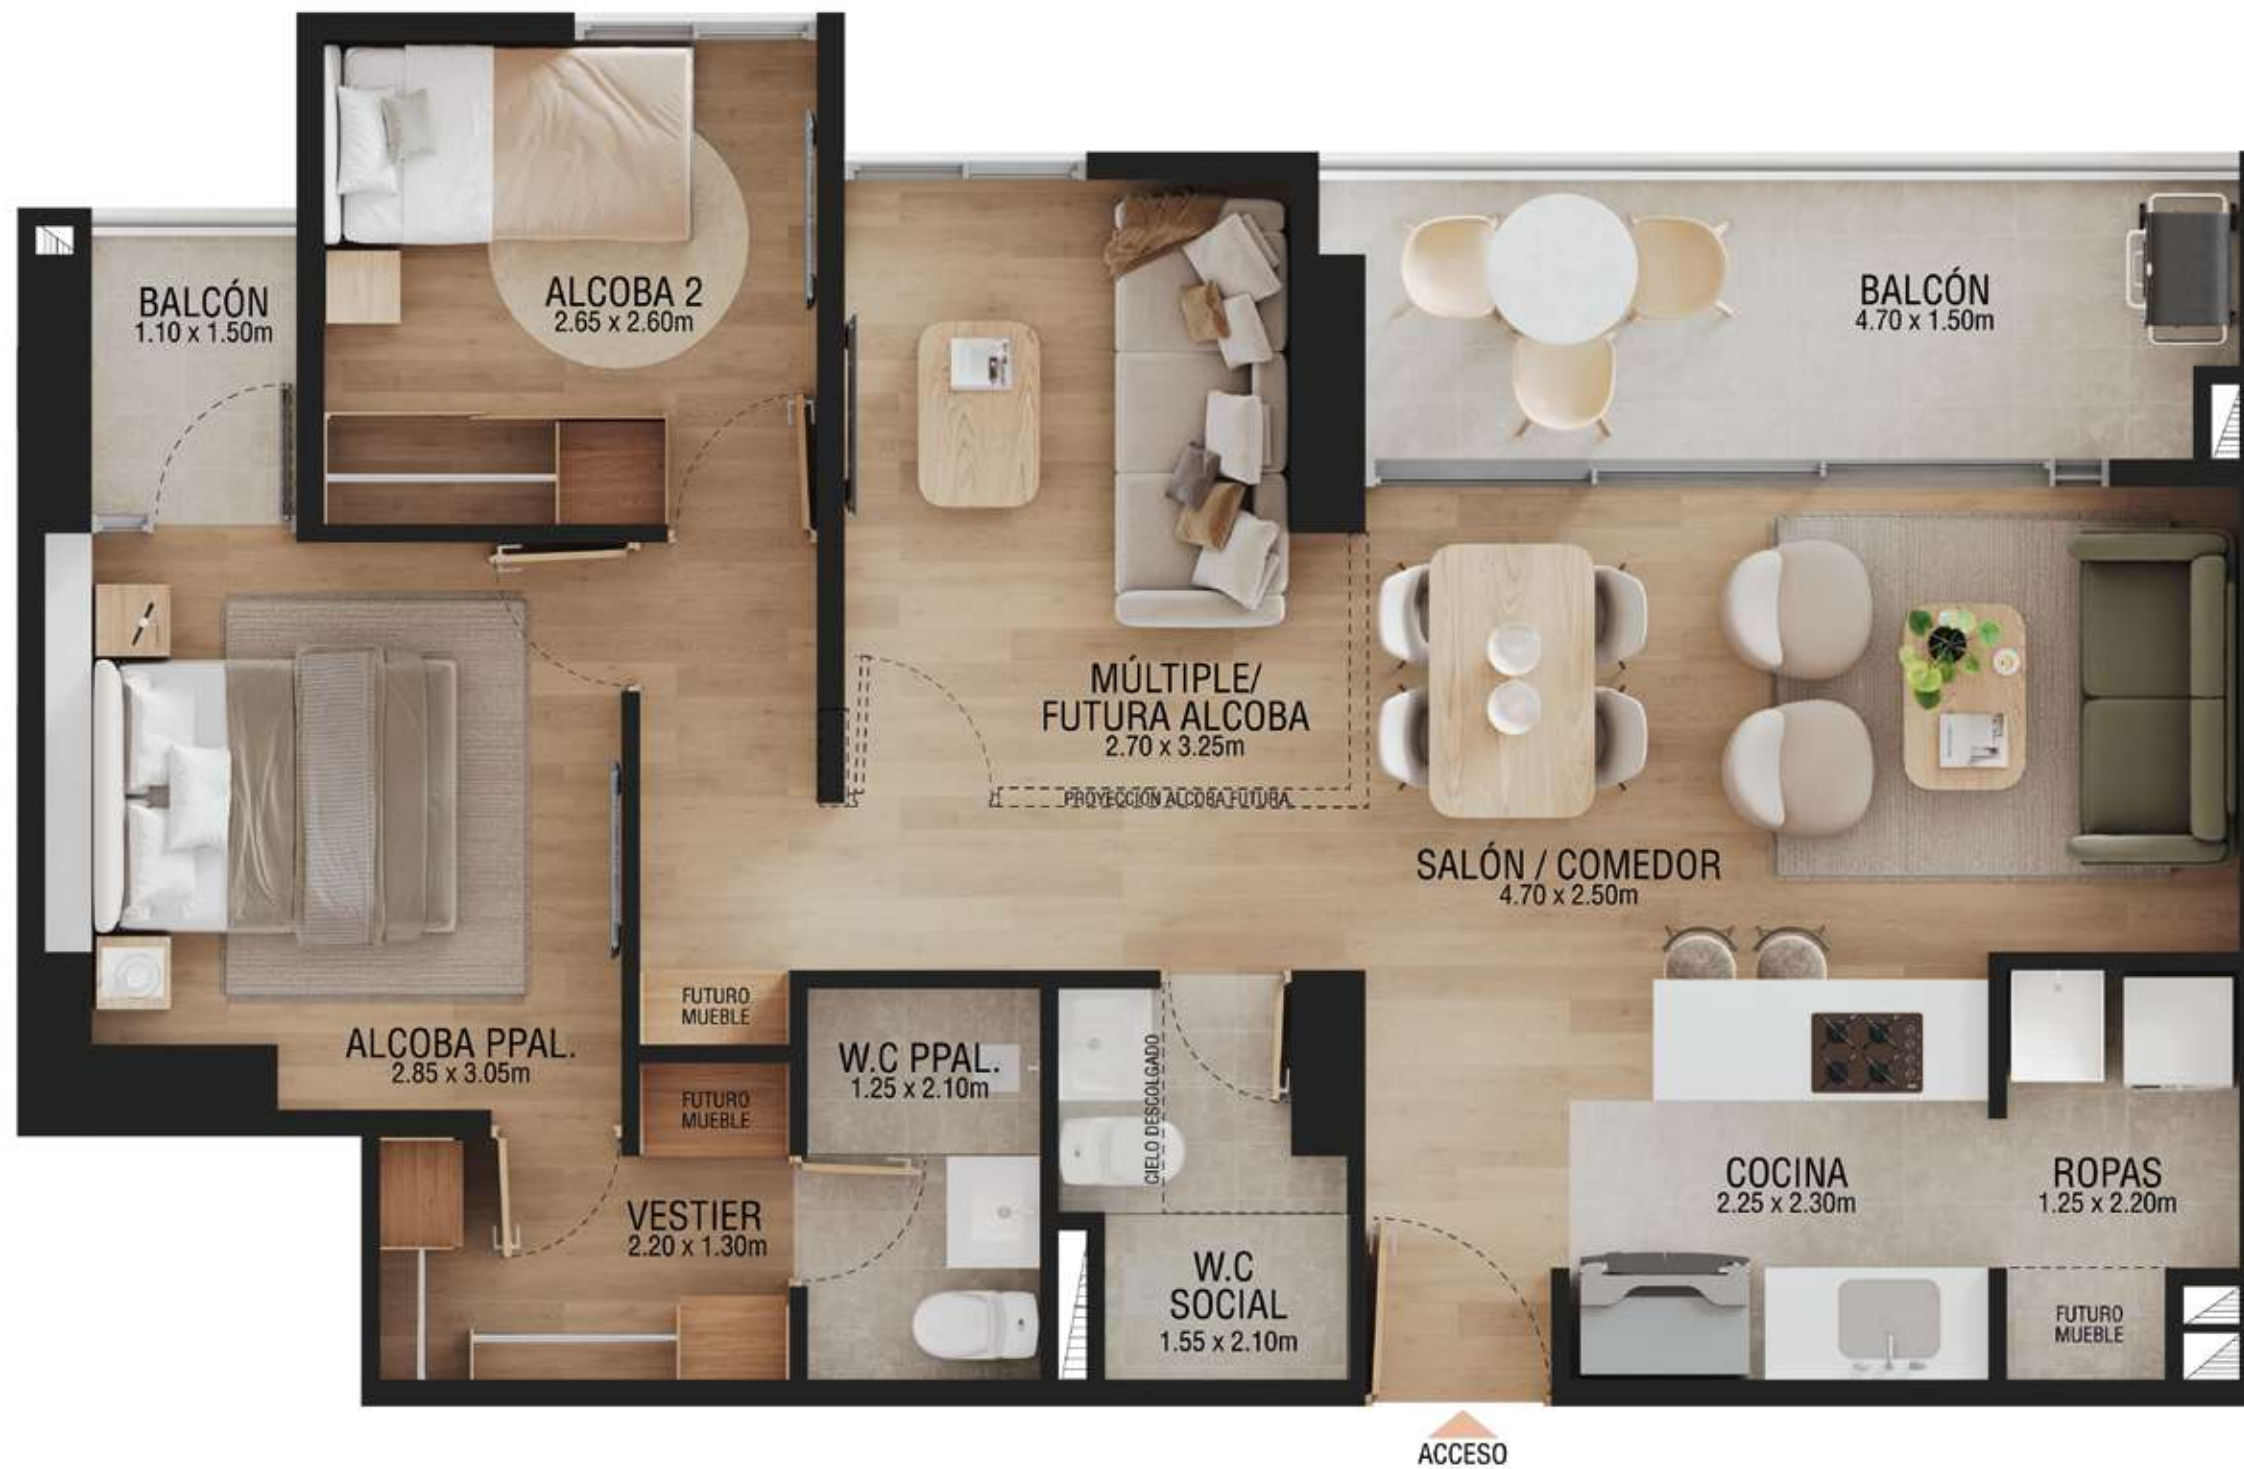 BALCÓN
1.10 x 1.50m
ALCOBA 2
2.65 x 2.60m
BALCÓN
4.70 x 1.50m
MÚLTIPLE/
FUTURA ALCOBA
2.70 x 3.25m
PROYECCIÓN ALCOBA FUTURA
SALÓN / COMEDOR
4.70 x 2.50m
ALCOBA PPAL.
2.85 x 3.05m
FUTURO
MUEBLE
FUTURO
MUEBLE
W.C PPAL.
1.25 x 2.10m
CIELO DESCOLGADO
VESTIER
2.20 x 1.30m
W.C
SOCIAL
1.55 x 2.10m
COCINA
2.25 x 2.30m
ROPAS
1.25 x 2.20m
FUTURO
MUEBLE
ACCESO